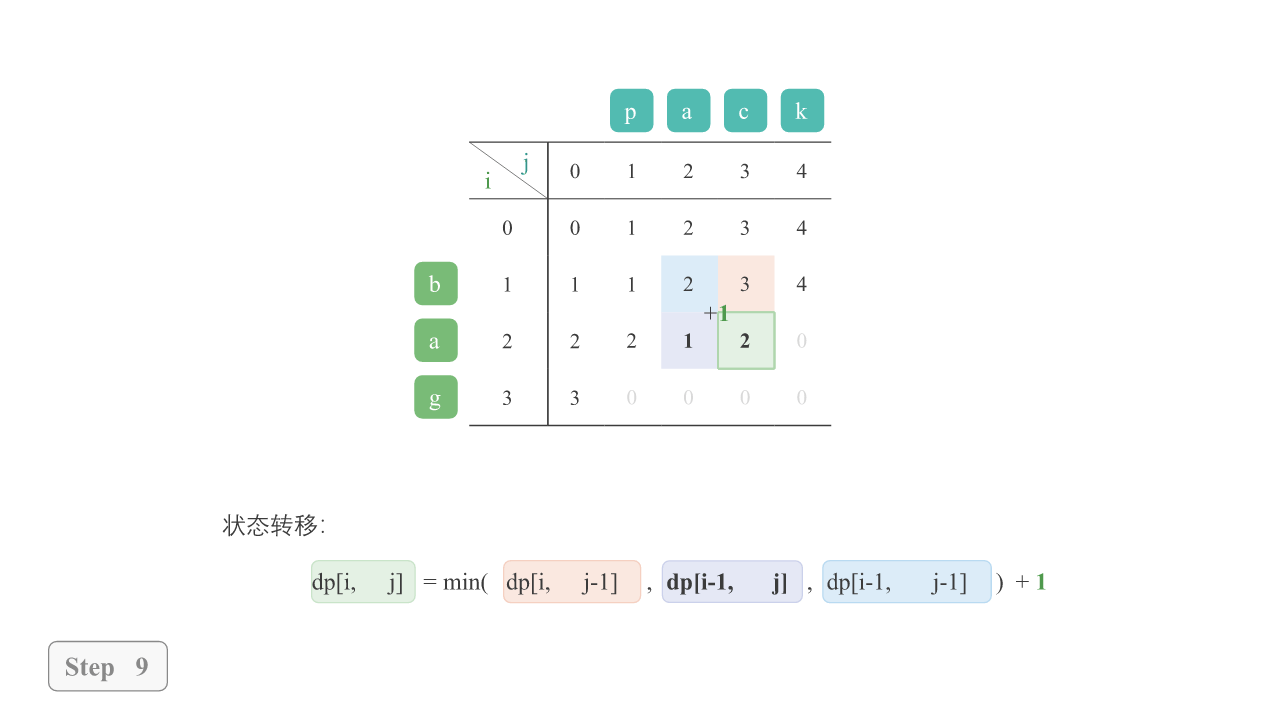 p a c k
j
i
0 1 2 3 4
0 0 1 2 3 4
b 1 1 1 2 3 4
+1
a 2 2 2 1 2 0
g 3 3 0 0 0 0
状态转移：
dp[i, j] = min( dp[i, j-1] , dp[i-1, j] , dp[i-1, j-1] ) + 1
Step 9